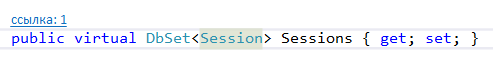 ссылка: 1
public virtual DbSet<Session> Sessions { get; set; }